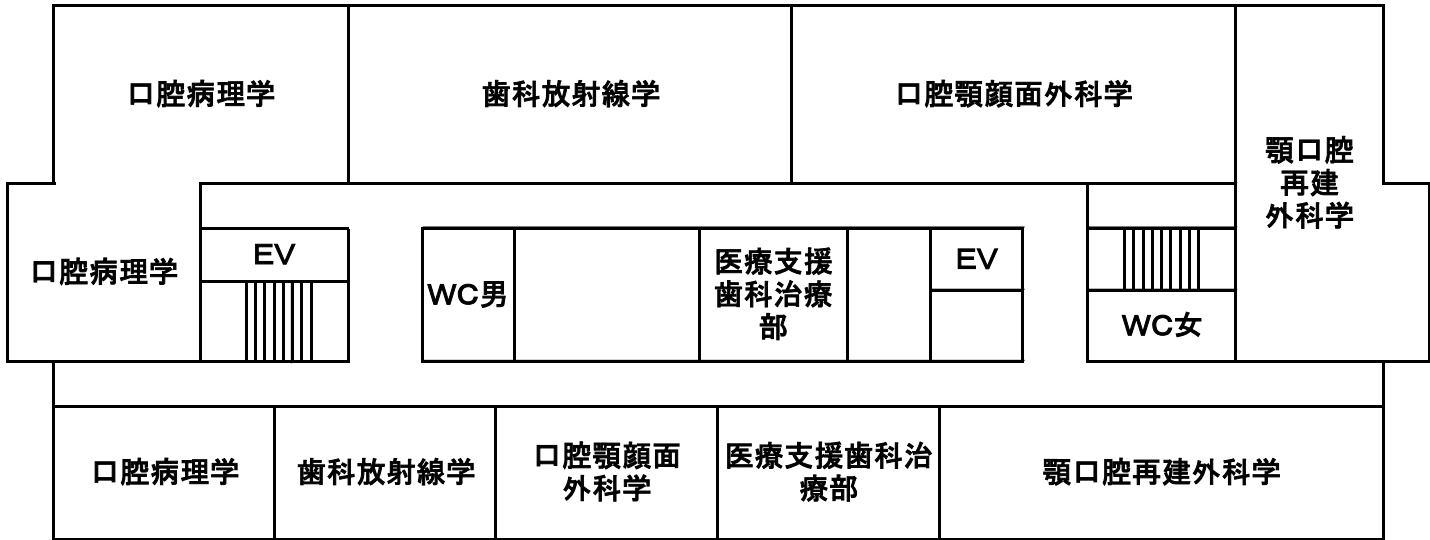 口腔病理学
歯科放射線学
口腔顎顔面外科学
顎口腔
再建
外科学
口腔病理学
EV
WC男
医療支援
歯科治療
部
EV
WC女
口腔病理学
歯科放射線学
口腔顎顔面
外科学
医療支援歯科治
療部
顎口腔再建外科学